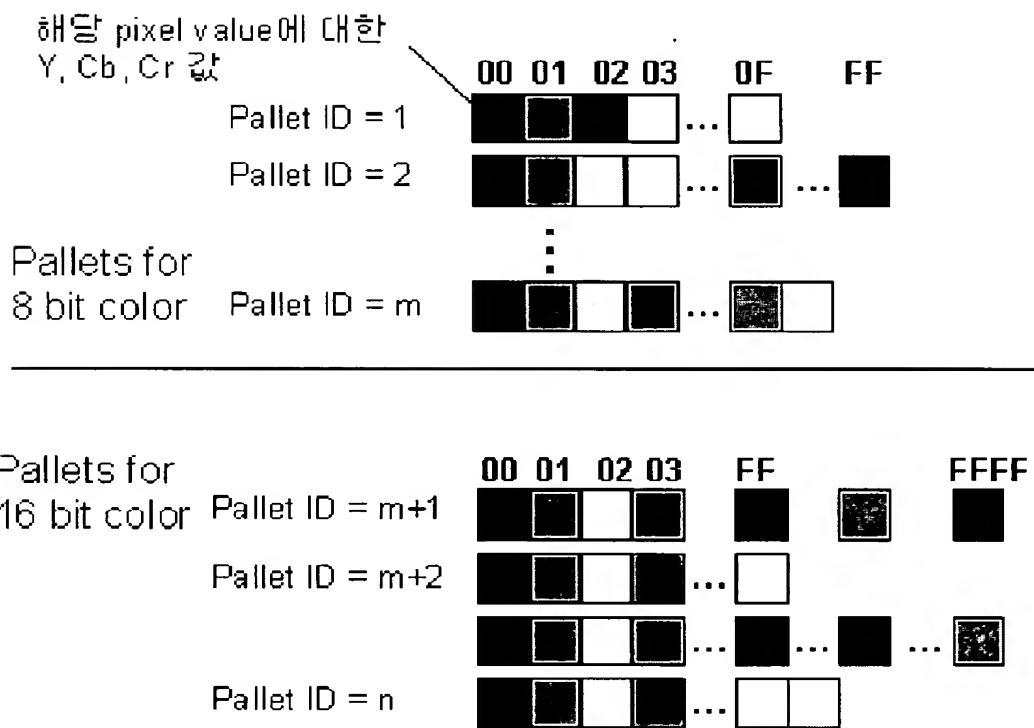 해당 pixel value에 대한
Y, Cb, Cr 값
00 01 02 03 0F FF
Pallet ID = 1 ...
Pallet ID = 2 ... ...
Pallets for
8 bit color
Pallet ID = m ...
Pallets for
16 bit color
00 01 02 03 FF FFFF
Pallet ID = m+1
Pallet ID = m+2 ...
... ... ...
Pallet ID = n ...